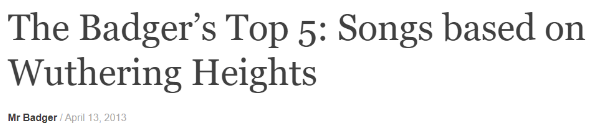 The Badger’s Top 5: Songs based on
Wuthering Heights
Mr Badger / April 13, 2013